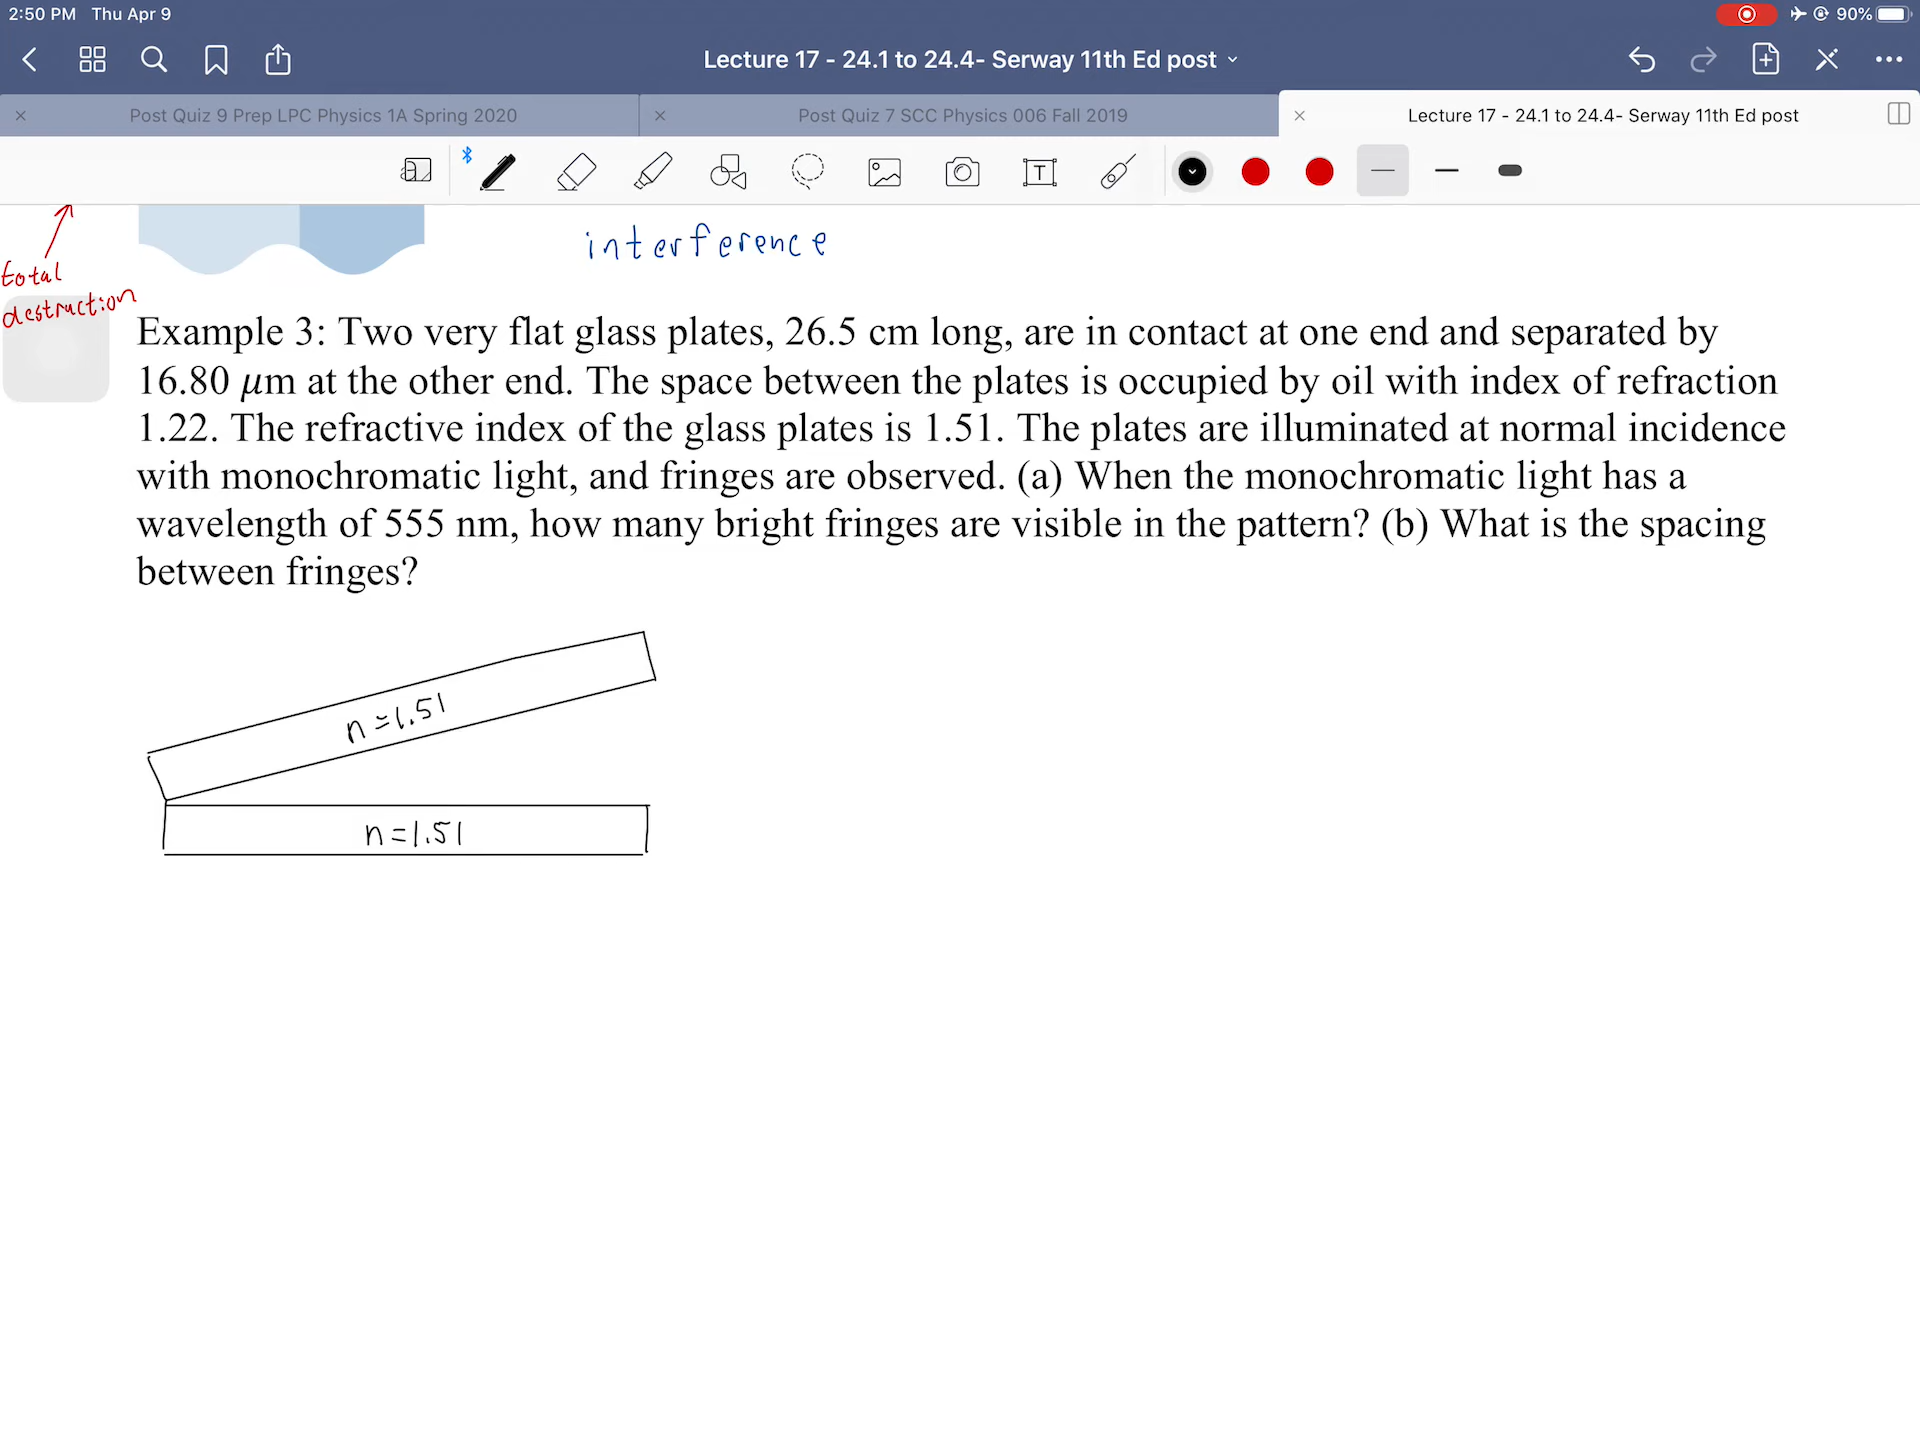 2:50 PM Thu Apr 9
90%
Lecture 17 - 24.1 to 24.4- Serway 11th Ed post
Post Quiz 9 Prep LPC Physics 1A Spring 2020
Post Quiz 7 SCC Physics 006 Fall 2019
Lecture 17 - 24.1 to 24.4- Serway 11th Ed post
T
interference
total
destruction
Example 3: Two very flat glass plates, 26.5 cm long, are in contact at one end and separated by
16.80 μm at the other end. The space between the plates is occupied by oil with index of refraction
1.22. The refractive index of the glass plates is 1.51. The plates are illuminated at normal incidence
with monochromatic light, and fringes are observed. (a) When the monochromatic light has a
wavelength of 555 nm, how many bright fringes are visible in the pattern? (b) What is the spacing
between fringes?
n=1.51
n=1.51